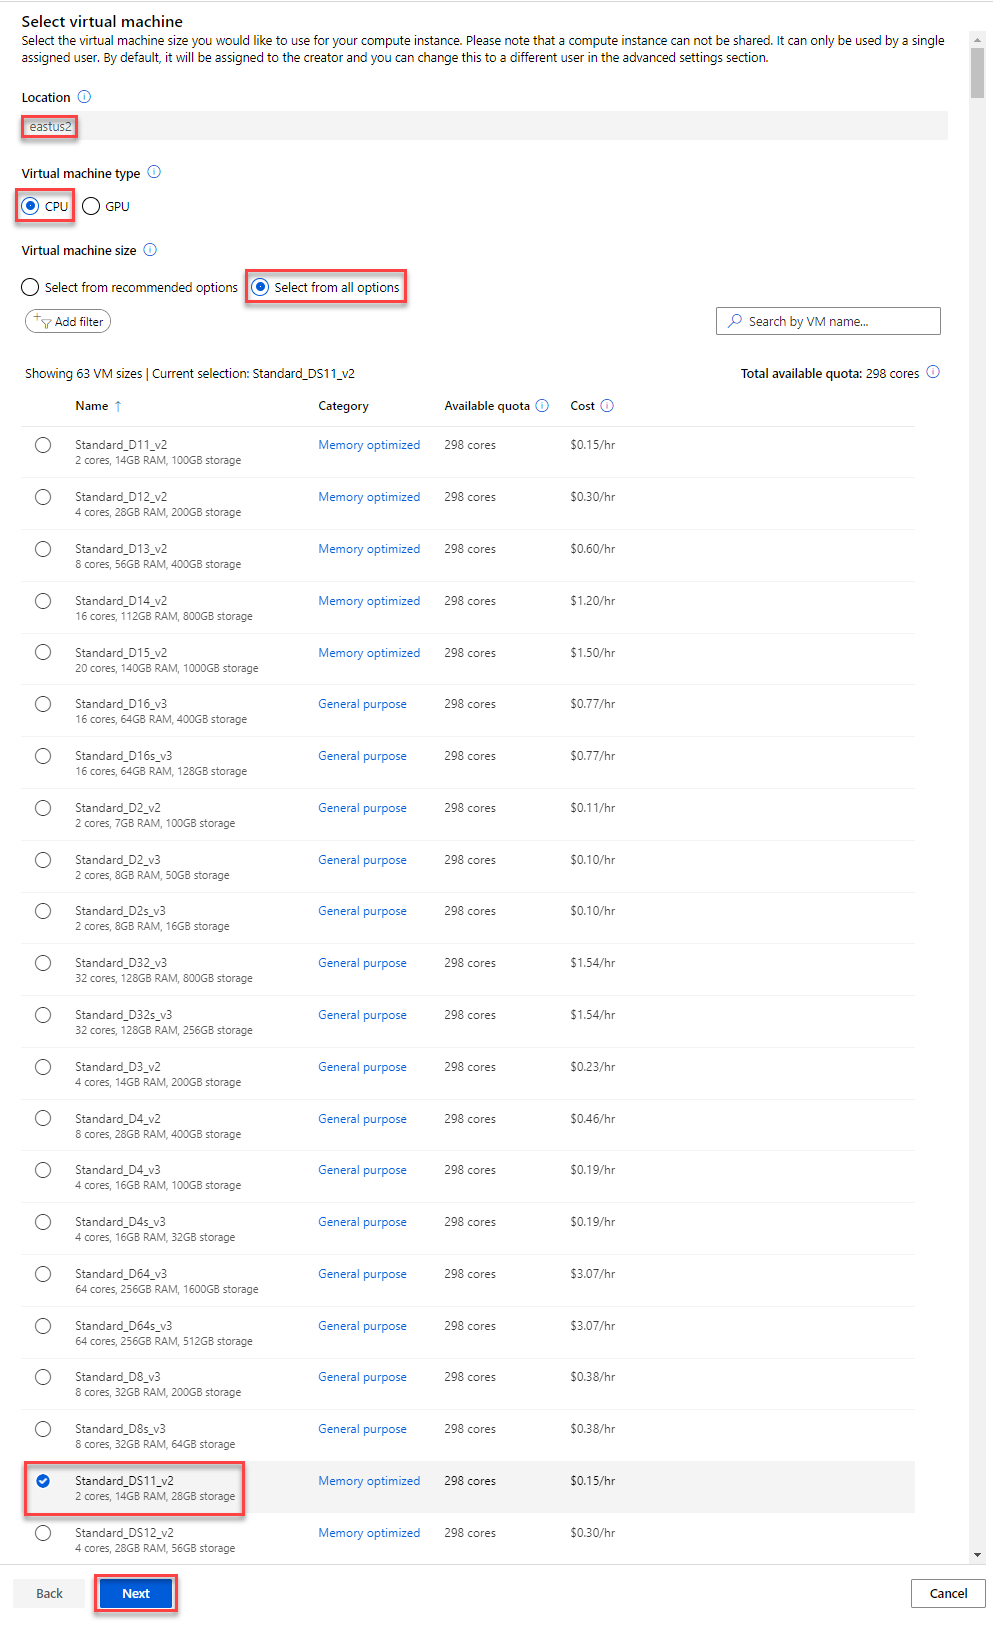 Select virtual machine
Select the virtual machine size you would like to use for your compute instance. Please note that a compute instance can not be shared. It can only be used by a single
assigned user. By default, it will be assigned to the creator and you can change this to a different user in the advanced settings section.
Location
eastus2
Virtual machine type
CPU GPU
Virtual machine size
Select from recommended options Select from all options
Add filter Search by VM name...
Showing 63 VM sizes | Current selection: Standard_DS11_v2 Total available quota: 298 cores
Name ↑ Category Available quota Cost
Standard_D11_v2 Memory optimized 298 cores $0.15/hr
2 cores, 14GB RAM, 100GB storage
Standard_D12_v2 Memory optimized 298 cores $0.30/hr
4 cores, 28GB RAM, 200GB storage
Standard_D13_v2 Memory optimized 298 cores $0.60/hr
8 cores, 56GB RAM, 400GB storage
Standard_D14_v2 Memory optimized 298 cores $1.20/hr
16 cores, 112GB RAM, 800GB storage
Standard_D15_v2 Memory optimized 298 cores $1.50/hr
20 cores, 140GB RAM, 1000GB storage
Standard_D16_v3 General purpose 298 cores $0.77/hr
16 cores, 64GB RAM, 400GB storage
Standard_D16s_v3 General purpose 298 cores $0.77/hr
16 cores, 64GB RAM, 128GB storage
Standard_D2_v2 General purpose 298 cores $0.11/hr
2 cores, 7GB RAM, 100GB storage
Standard_D2_v3 General purpose 298 cores $0.10/hr
2 cores, 8GB RAM, 50GB storage
Standard_D2s_v3 General purpose 298 cores $0.10/hr
2 cores, 8GB RAM, 16GB storage
Standard_D32_v3 General purpose 298 cores $1.54/hr
32 cores, 128GB RAM, 800GB storage
Standard_D32s_v3 General purpose 298 cores $1.54/hr
32 cores, 128GB RAM, 256GB storage
Standard_D3_v2 General purpose 298 cores $0.23/hr
4 cores, 14GB RAM, 200GB storage
Standard_D4_v2 General purpose 298 cores $0.46/hr
8 cores, 28GB RAM, 400GB storage
Standard_D4_v3 General purpose 298 cores $0.19/hr
4 cores, 16GB RAM, 100GB storage
Standard_D4s_v3 General purpose 298 cores $0.19/hr
4 cores, 16GB RAM, 32GB storage
Standard_D64_v3 General purpose 298 cores $3.07/hr
64 cores, 256GB RAM, 1600GB storage
Standard_D64s_v3 General purpose 298 cores $3.07/hr
64 cores, 256GB RAM, 512GB storage
Standard_D8_v3 General purpose 298 cores $0.38/hr
8 cores, 32GB RAM, 200GB storage
Standard_D8s_v3 General purpose 298 cores $0.38/hr
8 cores, 32GB RAM, 64GB storage
Standard_DS11_v2 Memory optimized 298 cores $0.15/hr
2 cores, 14GB RAM, 28GB storage
Standard_DS12_v2 Memory optimized 298 cores $0.30/hr
4 cores, 28GB RAM, 56GB storage
Back Next Cancel